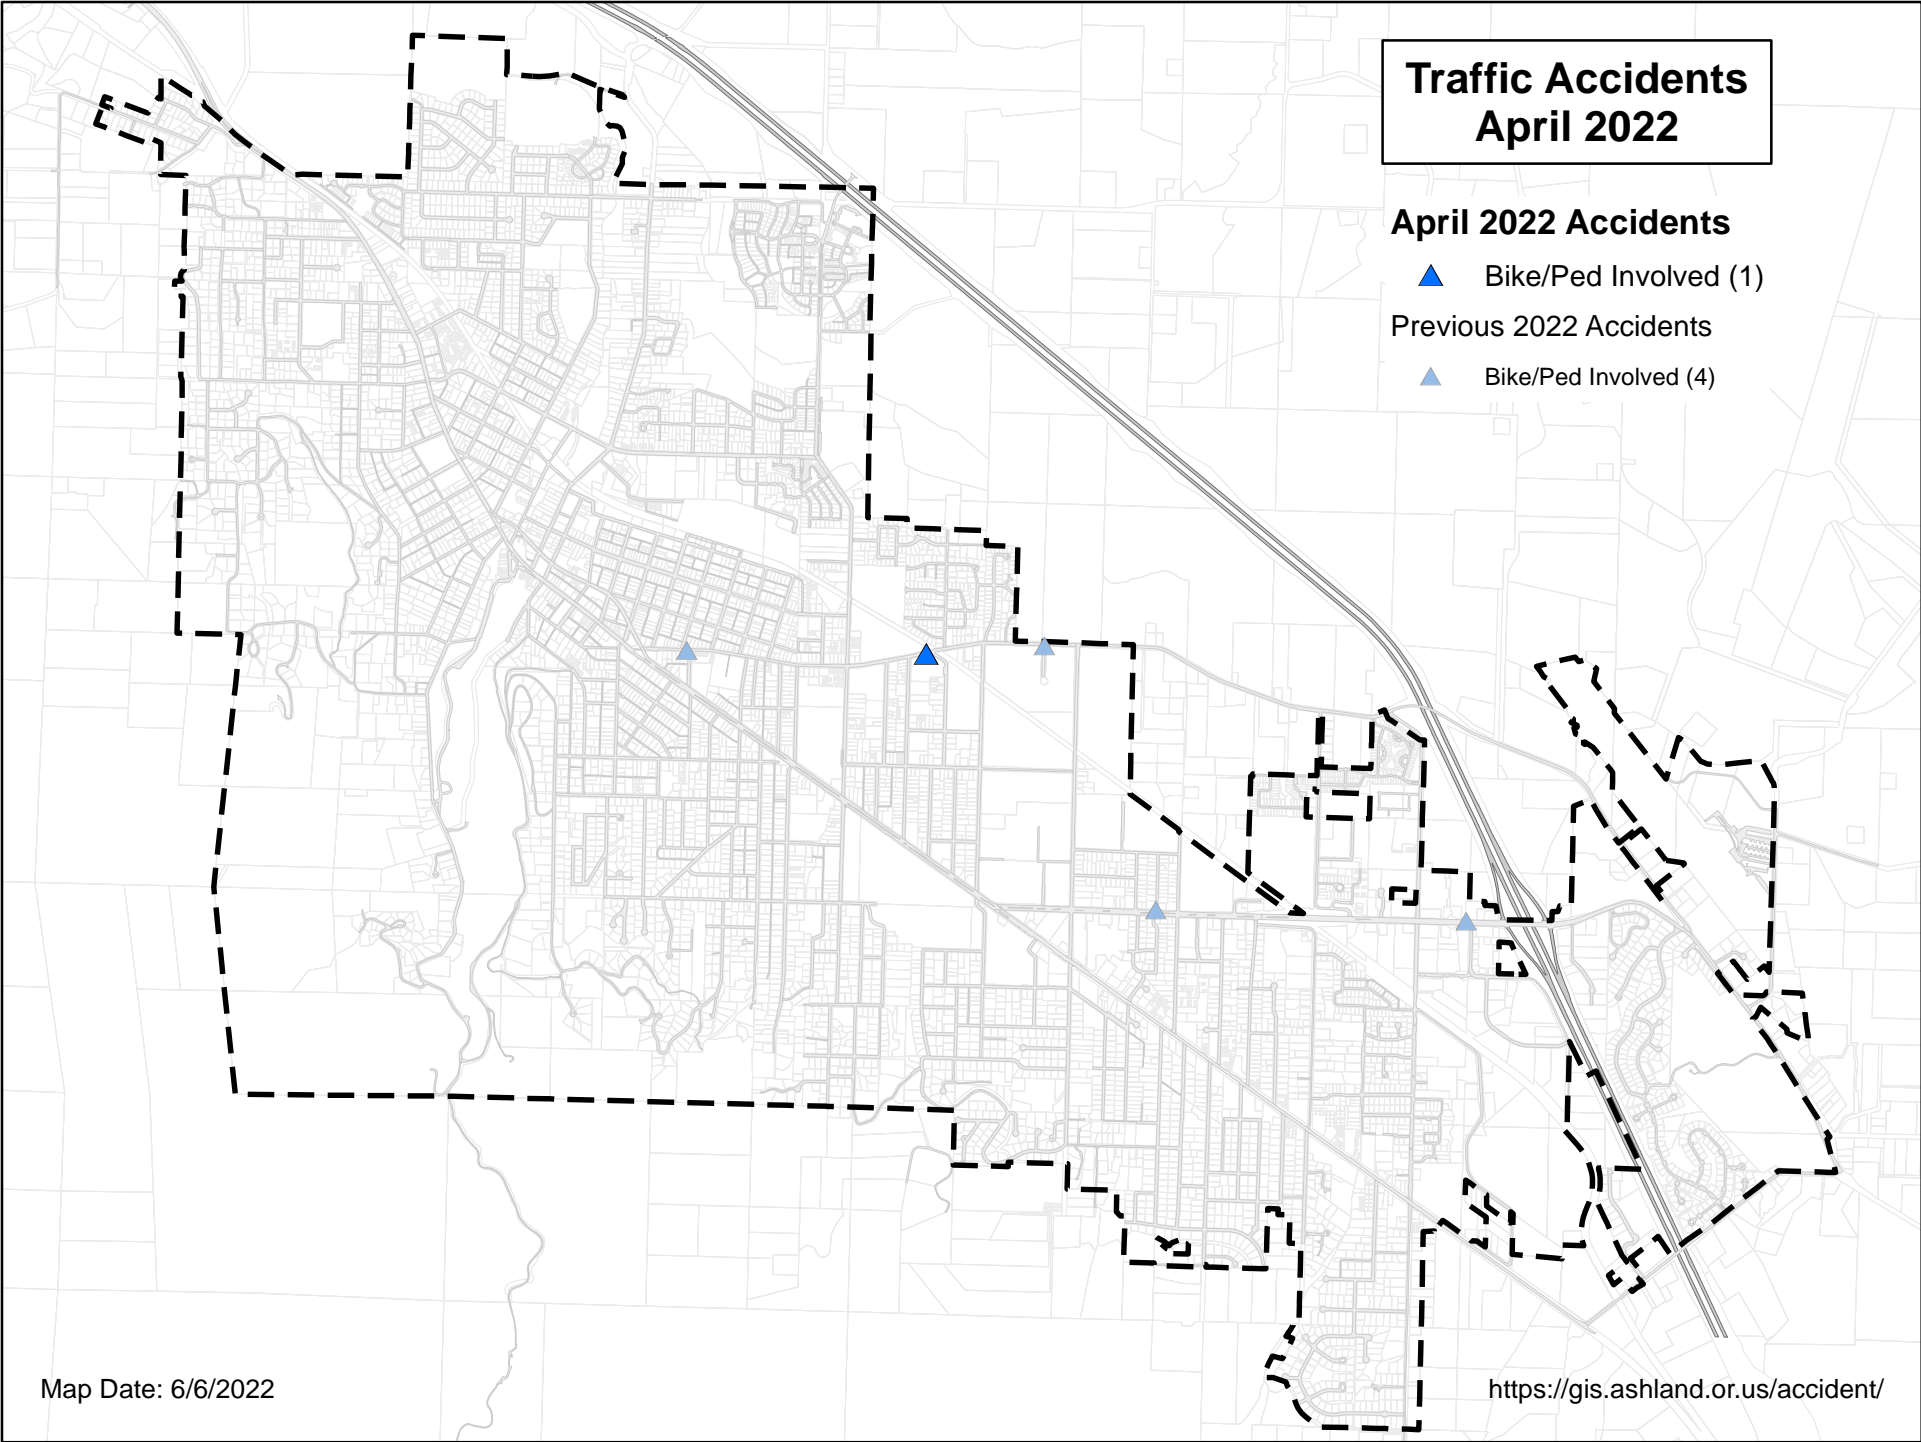 Traffic Accidents
April 2022
April 2022 Accidents
Bike/Ped Involved (1)
Previous 2022 Accidents
Bike/Ped Involved (4)
Map Date: 6/6/2022
https://gis.ashland.or.us/accident/